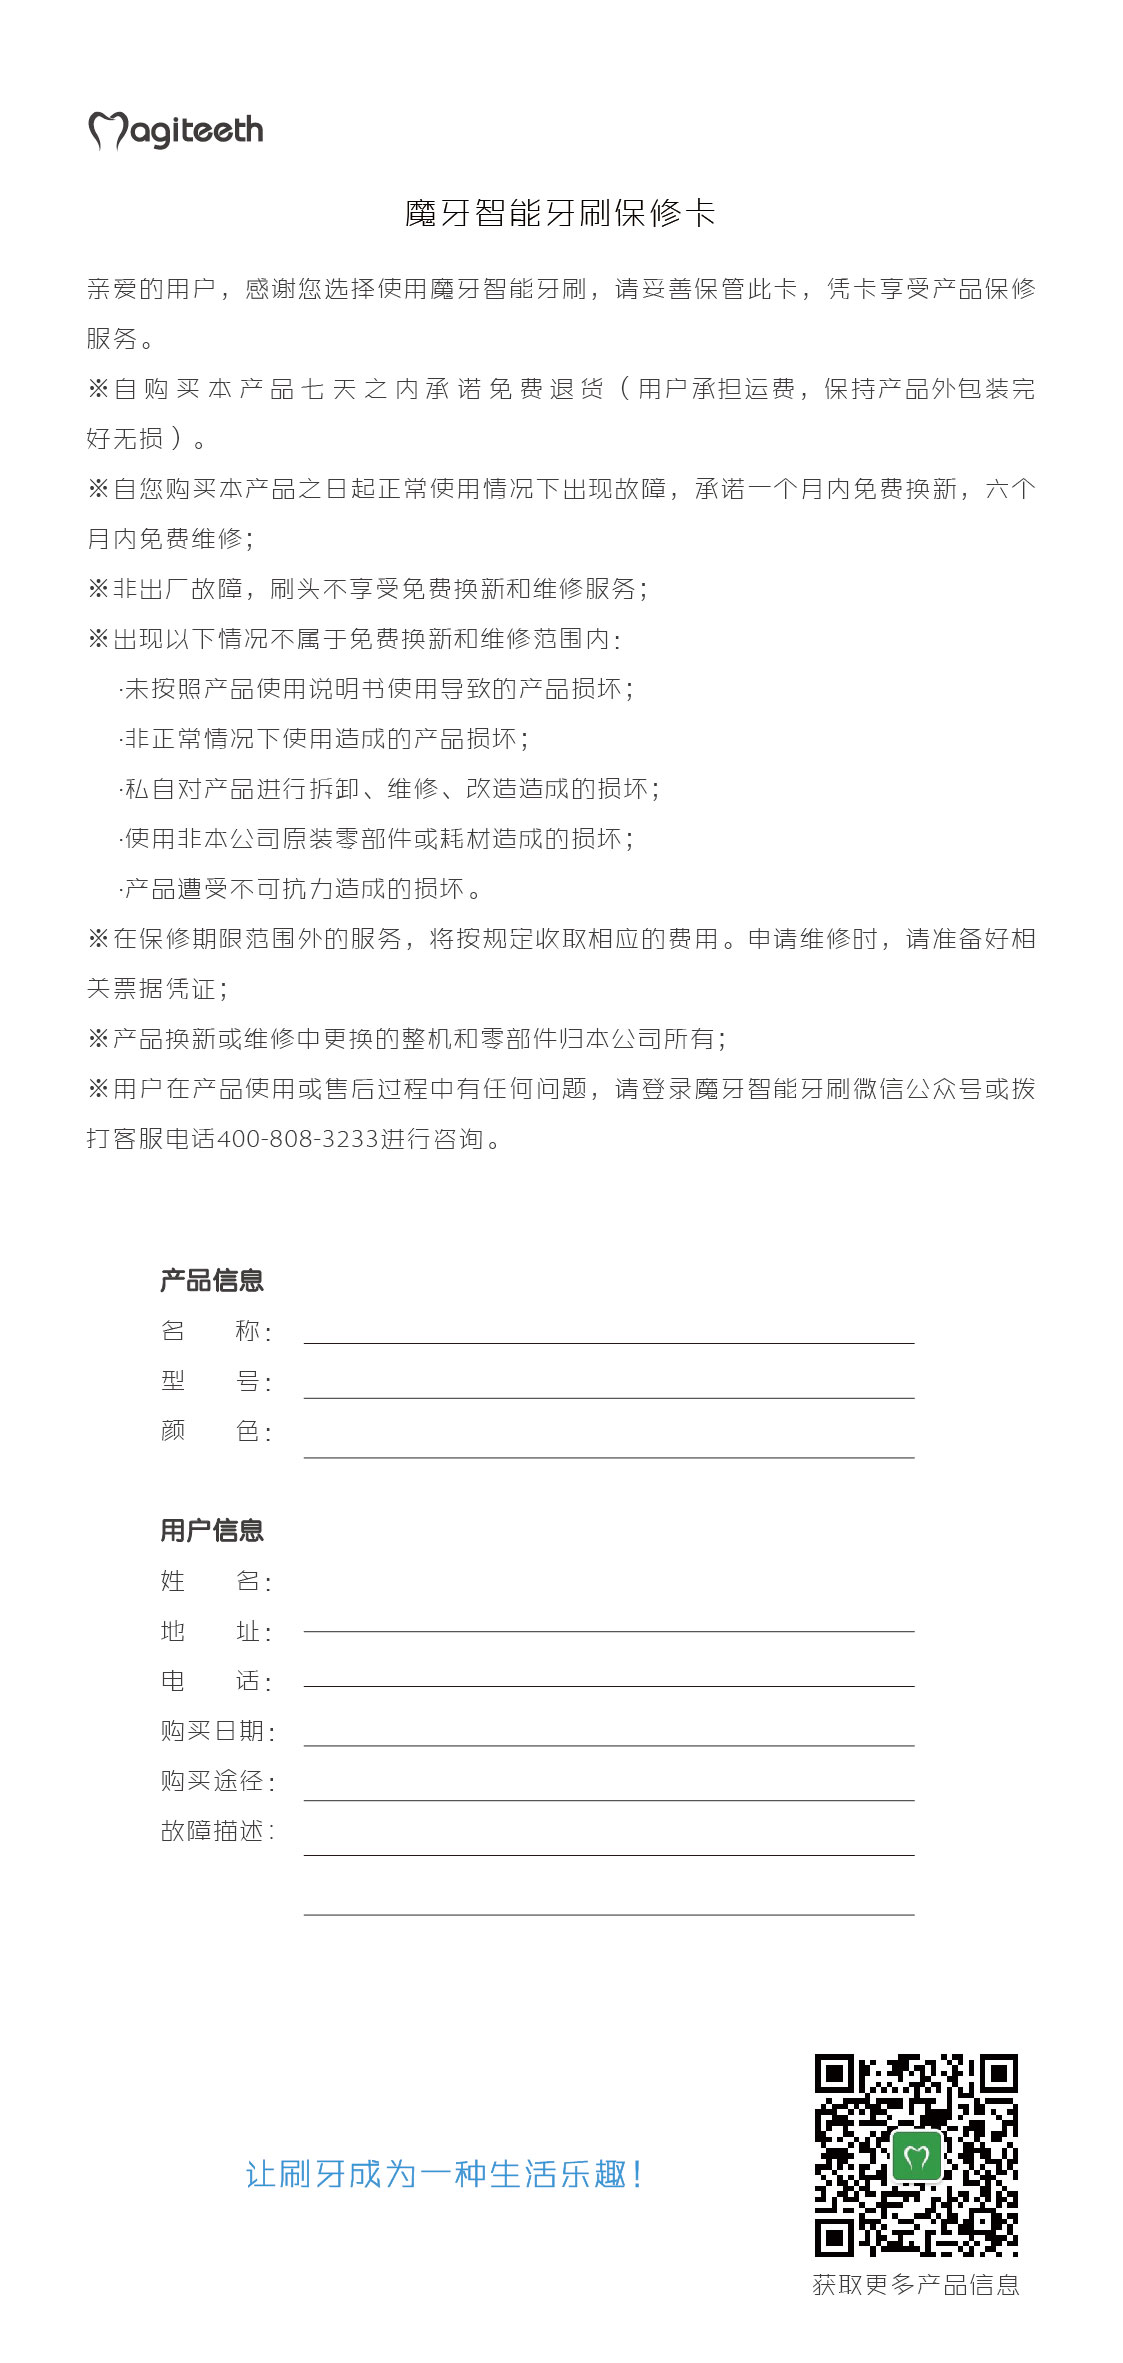 Magiteeth
魔牙智能牙刷保修卡
亲爱的用户，感谢您选择使用魔牙智能牙刷，请妥善保管此卡，凭卡享受产品保修
服务。
※自购买本产品七天之内承诺免费退货（用户承担运费，保持产品外包装完
好无损）。
※自您购买本产品之日起正常使用情况下出现故障，承诺一个月内免费换新，六个
月内免费维修；
※非出厂故障，刷头不享受免费换新和维修服务；
※出现以下情况不属于免费换新和维修范围内：
·未按照产品使用说明书使用导致的产品损坏；
·非正常情况下使用造成的产品损坏；
·私自对产品进行拆卸、维修、改造造成的损坏；
·使用非本公司原装零部件或耗材造成的损坏；
·产品遭受不可抗力造成的损坏。
※在保修期限范围外的服务，将按规定收取相应的费用。申请维修时，请准备好相
关票据凭证；
※产品换新或维修中更换的整机和零部件归本公司所有；
※用户在产品使用或售后过程中有任何问题，请登录魔牙智能牙刷微信公众号或拨
打客服电话400-808-3233进行咨询。
产品信息
名 称：
型 号：
颜 色：
用户信息
姓 名：
地 址：
电 话：
购买日期：
购买途径：
故障描述：
让刷牙成为一种生活乐趣！
获取更多产品信息